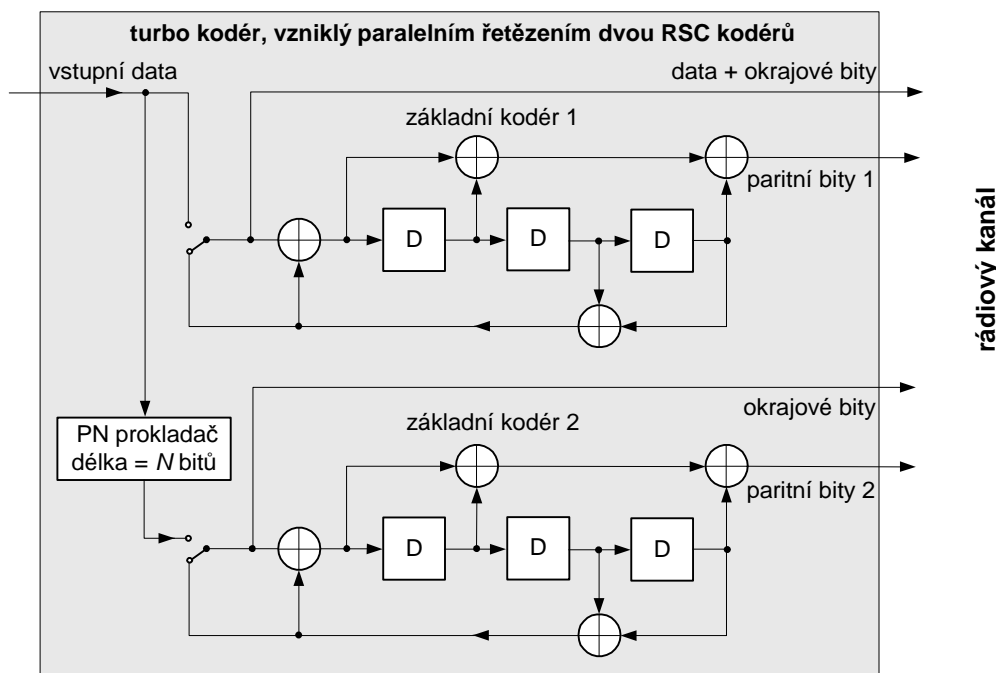 turbo kodér, vzniklý paralelním řetězením dvou RSC kodérů
vstupní data
data + okrajové bity
základní kodér 1
paritní bity 1
D
D
D
rádiový kanál
okrajové bity
PN prokladač
délka = N bitů
základní kodér 2
paritní bity 2
D
D
D